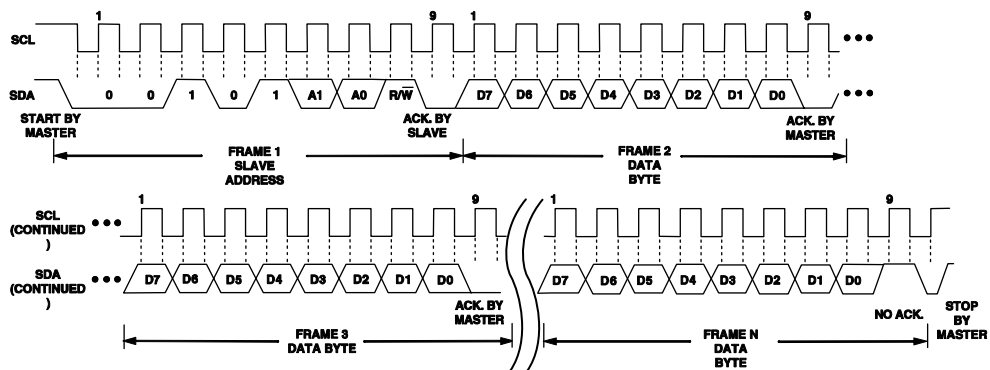 1 9 1 9
SCL
SDA 0 0 1 0 1 A1 A0 R/W̅ D7 D6 D5 D4 D3 D2 D1 D0
START BY
MASTER
ACK. BY
SLAVE
ACK. BY
MASTER
FRAME 1
SLAVE
ADDRESS
FRAME 2
DATA
BYTE
1 9 1 9
SCL
(CONTINUED
)
SDA
(CONTINUED
)
D7 D6 D5 D4 D3 D2 D1 D0 D7 D6 D5 D4 D3 D2 D1 D0
ACK. BY
MASTER
NO ACK.
STOP
BY
MASTER
FRAME 3
DATA BYTE
FRAME N
DATA
BYTE